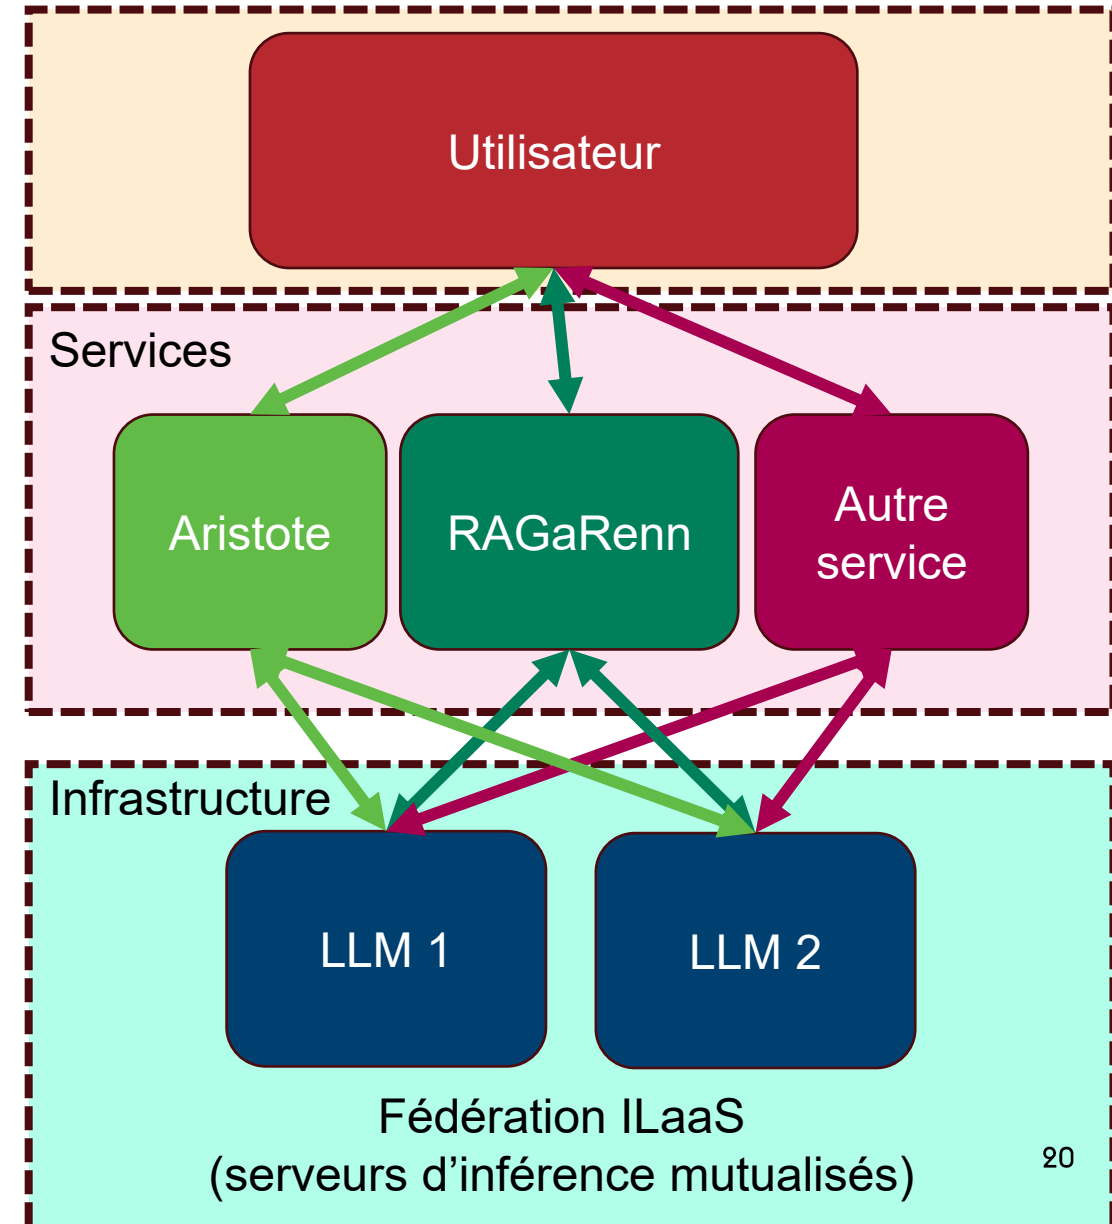 Utilisateur
Services
Aristote
RAGaRenn
Autre
service
Infrastructure
LLM 1
LLM 2
Fédération ILaaS
(serveurs d’inférence mutualisés)
20